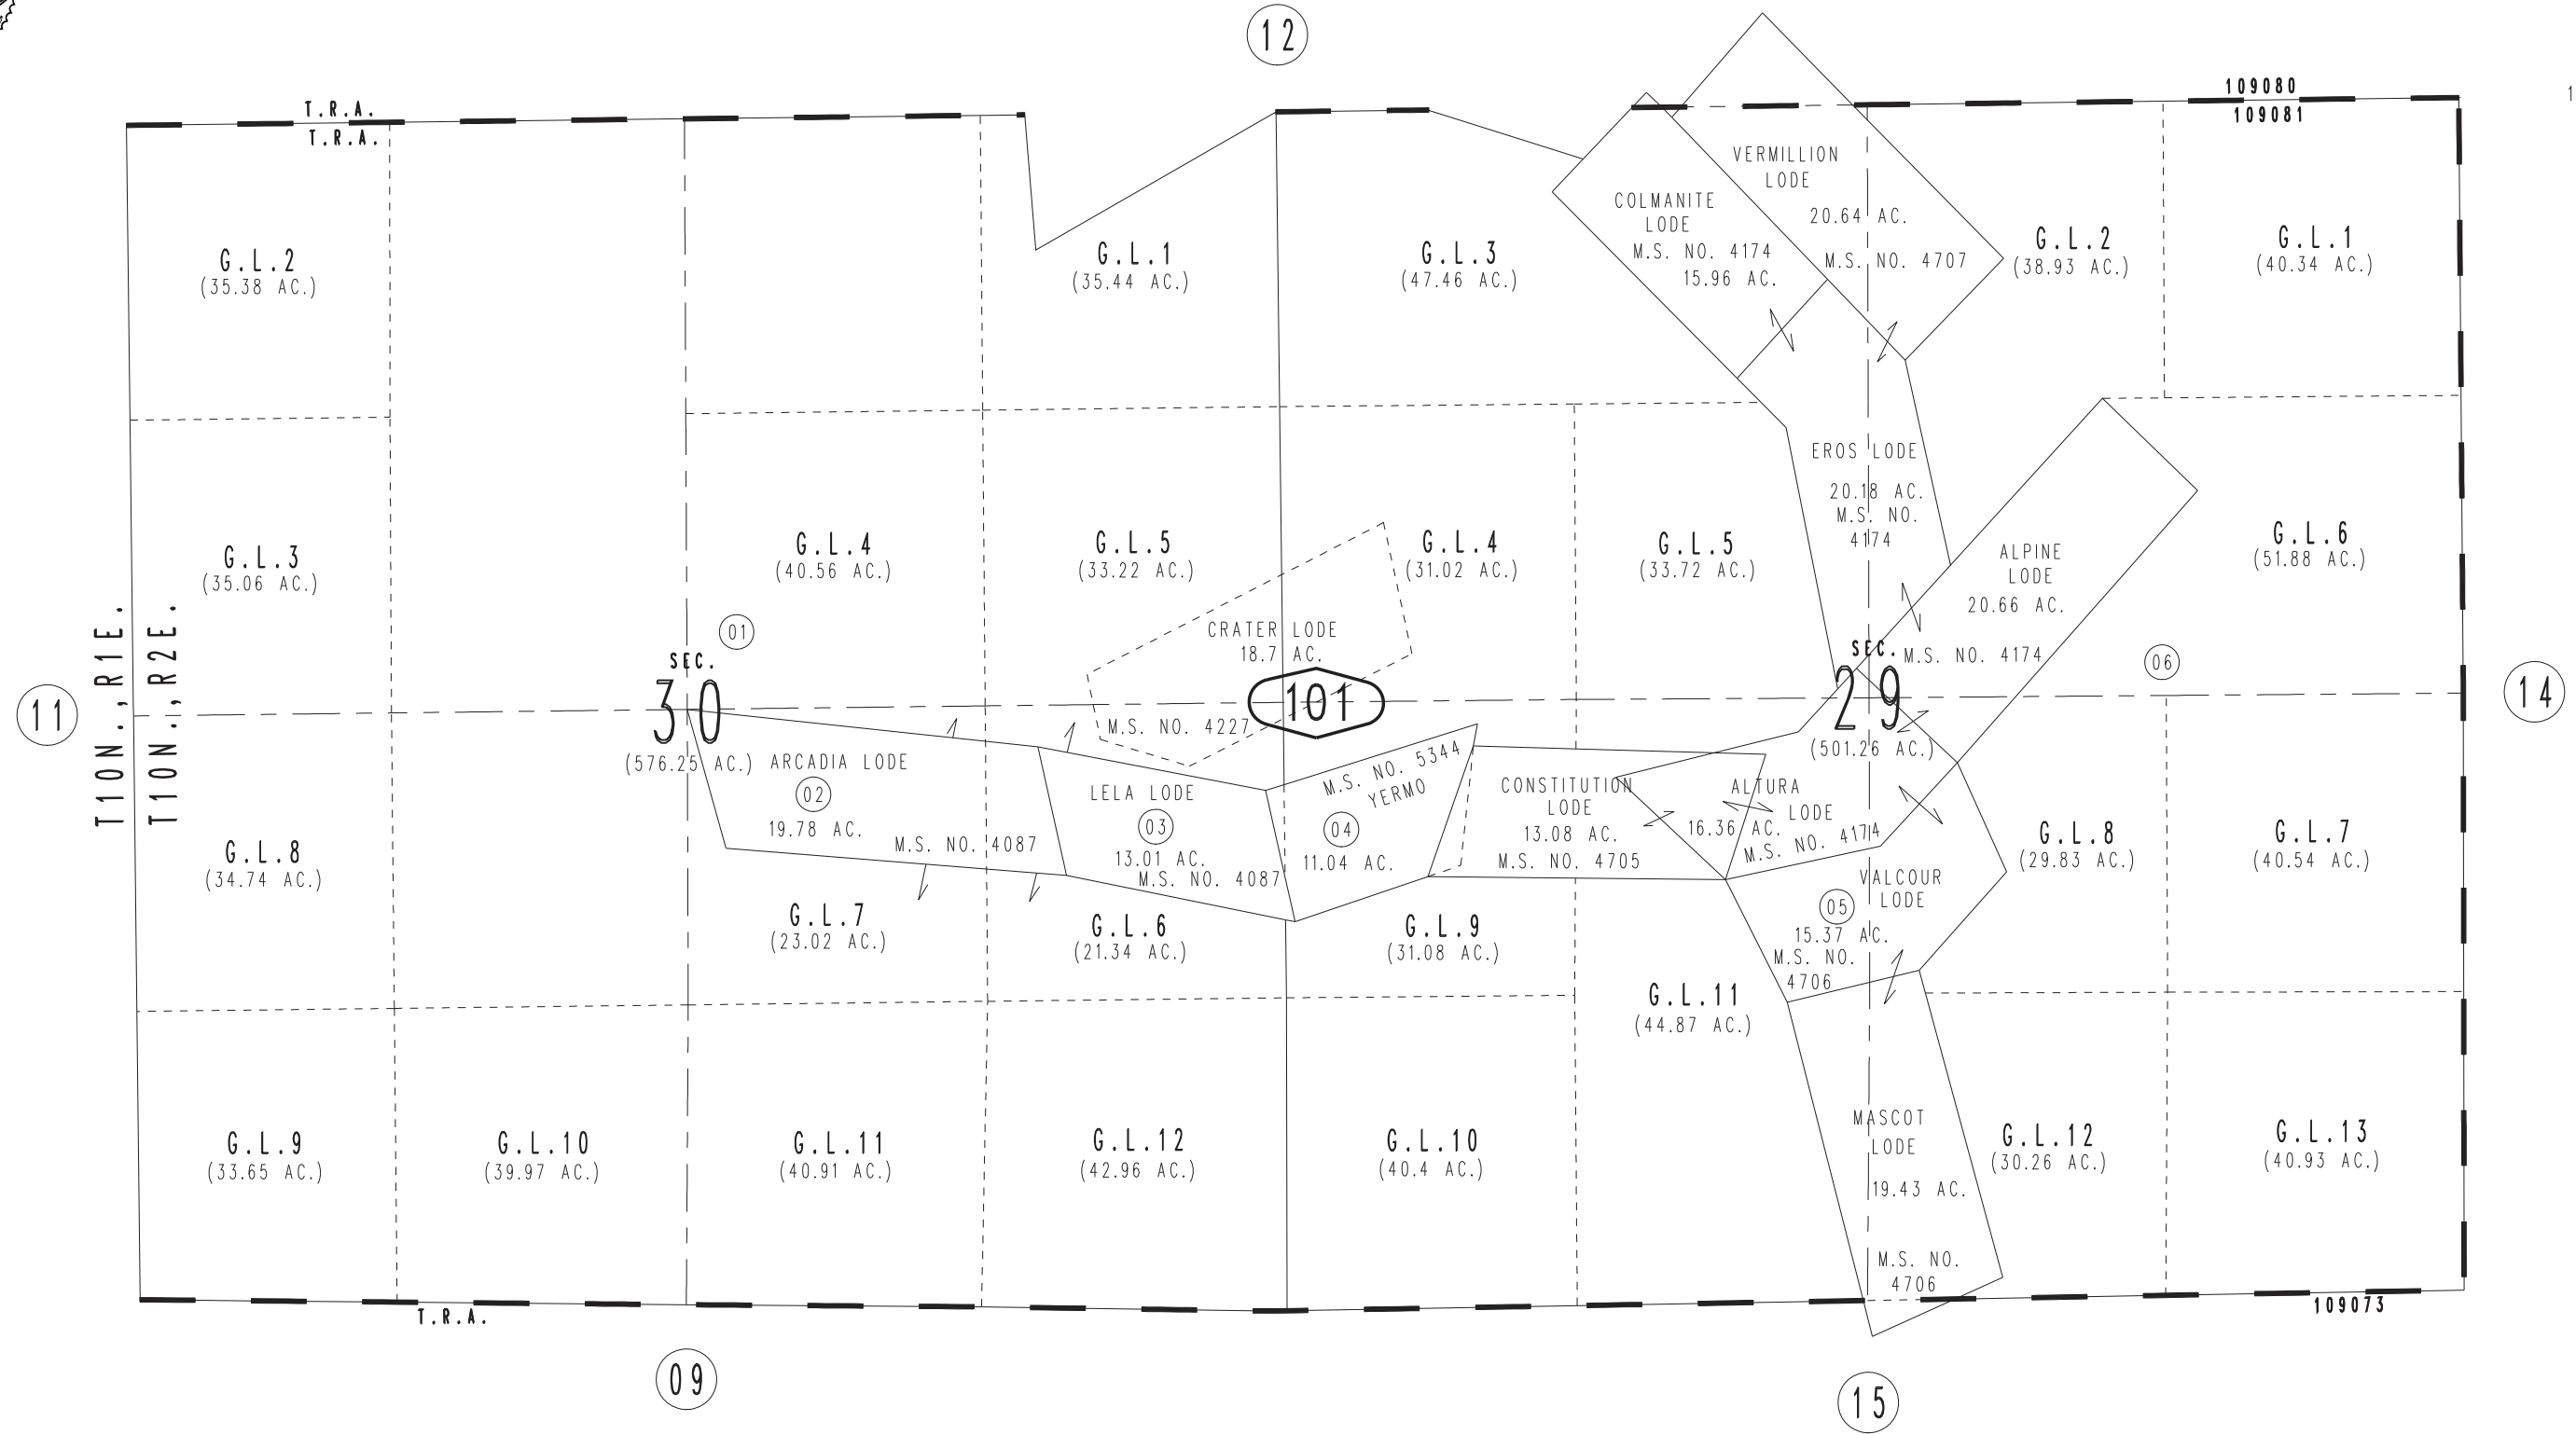 12
109080
109081
T.R.A.
T.R.A.
1
VERMILLION
LODE
20.64 AC.
M.S. NO. 4707
COLMANITE
LODE
M.S. NO. 4174
15.96 AC.
G.L.2
(35.38 AC.)
G.L.1
(35.44 AC.)
G.L.3
(47.46 AC.)
G.L.2
(38.93 AC.)
G.L.1
(40.34 AC.)
EROS LODE
20.18 AC.
M.S. NO.
4174
G.L.3
(35.06 AC.)
G.L.4
(40.56 AC.)
G.L.5
(33.22 AC.)
G.L.4
(31.02 AC.)
G.L.5
(33.72 AC.)
ALPINE
LODE
20.66 AC.
M.S. NO. 4174
G.L.6
(51.88 AC.)
01
CRATER LODE
18.7 AC.
M.S. NO. 4227
06
SEC.
30
(576.25 AC.)
101
SEC.
29
(501.26 AC.)
11
T10N.,R1E.
T10N.,R2E.
14
ARCADIA LODE
02
19.78 AC.
M.S. NO. 4087
LELA LODE
03
13.01 AC.
M.S. NO. 4087
M.S. NO. 5344
YERMO
04
11.04 AC.
CONSTITUTION
LODE
13.08 AC.
M.S. NO. 4705
ALTURA
LODE
16.36 AC.
M.S. NO. 4174
G.L.8
(34.74 AC.)
G.L.8
(29.83 AC.)
G.L.7
(40.54 AC.)
VALCOUR
LODE
05
15.37 AC.
M.S. NO.
4706
G.L.7
(23.02 AC.)
G.L.6
(21.34 AC.)
G.L.9
(31.08 AC.)
G.L.11
(44.87 AC.)
G.L.9
(33.65 AC.)
G.L.10
(39.97 AC.)
G.L.11
(40.91 AC.)
G.L.12
(42.96 AC.)
G.L.10
(40.4 AC.)
MASCOT
LODE
19.43 AC.
M.S. NO.
4706
G.L.12
(30.26 AC.)
G.L.13
(40.93 AC.)
T.R.A.
109073
09
15